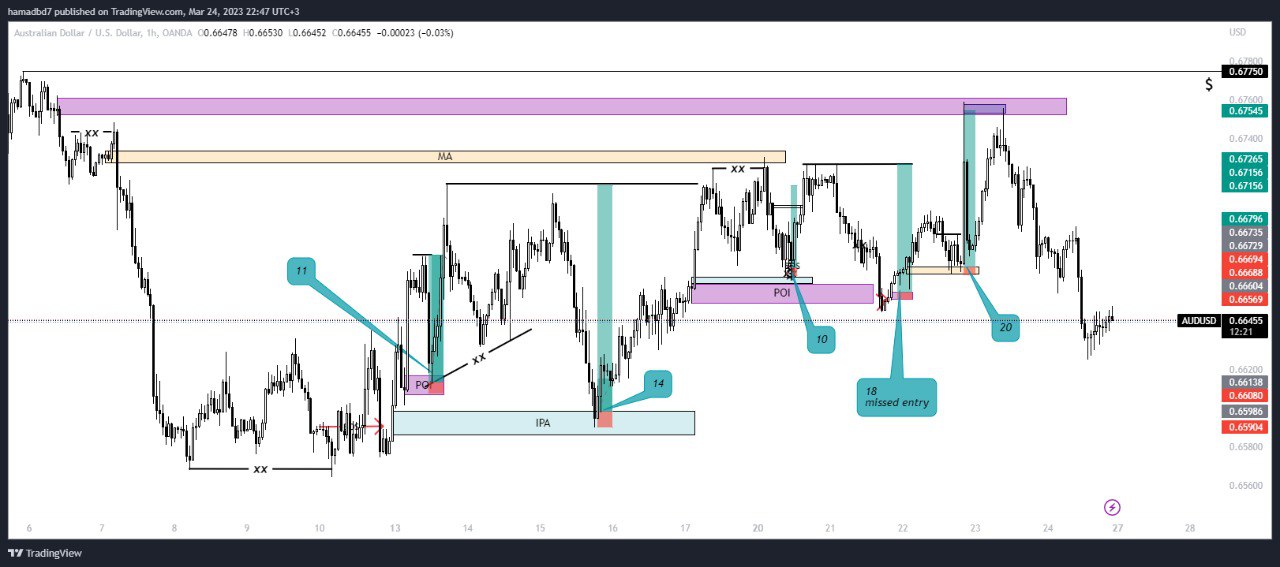 hamadbd7 published on TradingView.com, Mar 24, 2023 22:47 UTC+3
Australian Dollar / U.S. Dollar, 1h, OANDA O0.66478 H0.66530 L0.66452 C0.66455 −0.00023 (−0.03%)
USD
0.67800
0.67750
$
0.67600
0.67545
xx
0.67400
MA
0.67265
xx
0.67156
0.67156
0.66796
0.66735
0.66729
0.66694
11
0.66688
0.66604
POI
0.66569
AUDUSD 0.66455
12:21
20
10
xx
0.66200
PO
14
0.66138
18
missed entry
0.66080
0.65986
IPA
0.65904
0.65800
xx
0.65600
6 7 8 9 10 13 14 15 16 17 20 21 22 23 24 27 28
TradingView